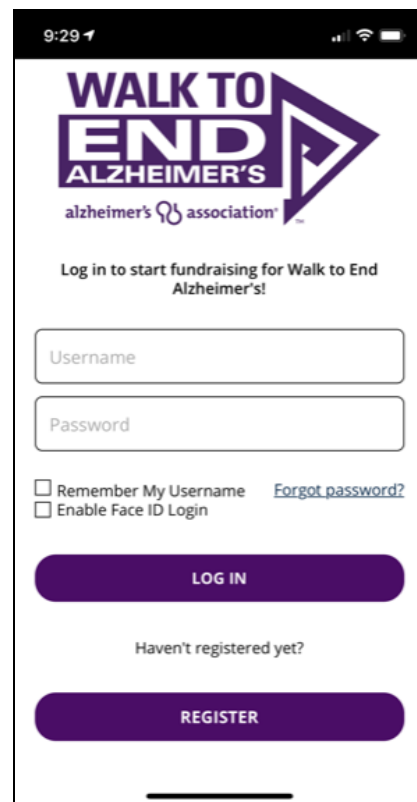 9:29
WALK TO
END
ALZHEIMER'S
alzheimer's association®
™
Log in to start fundraising for Walk to End
Alzheimer's!
Username
Password
Remember My Username Forgot password?
Enable Face ID Login
LOG IN
Haven't registered yet?
REGISTER